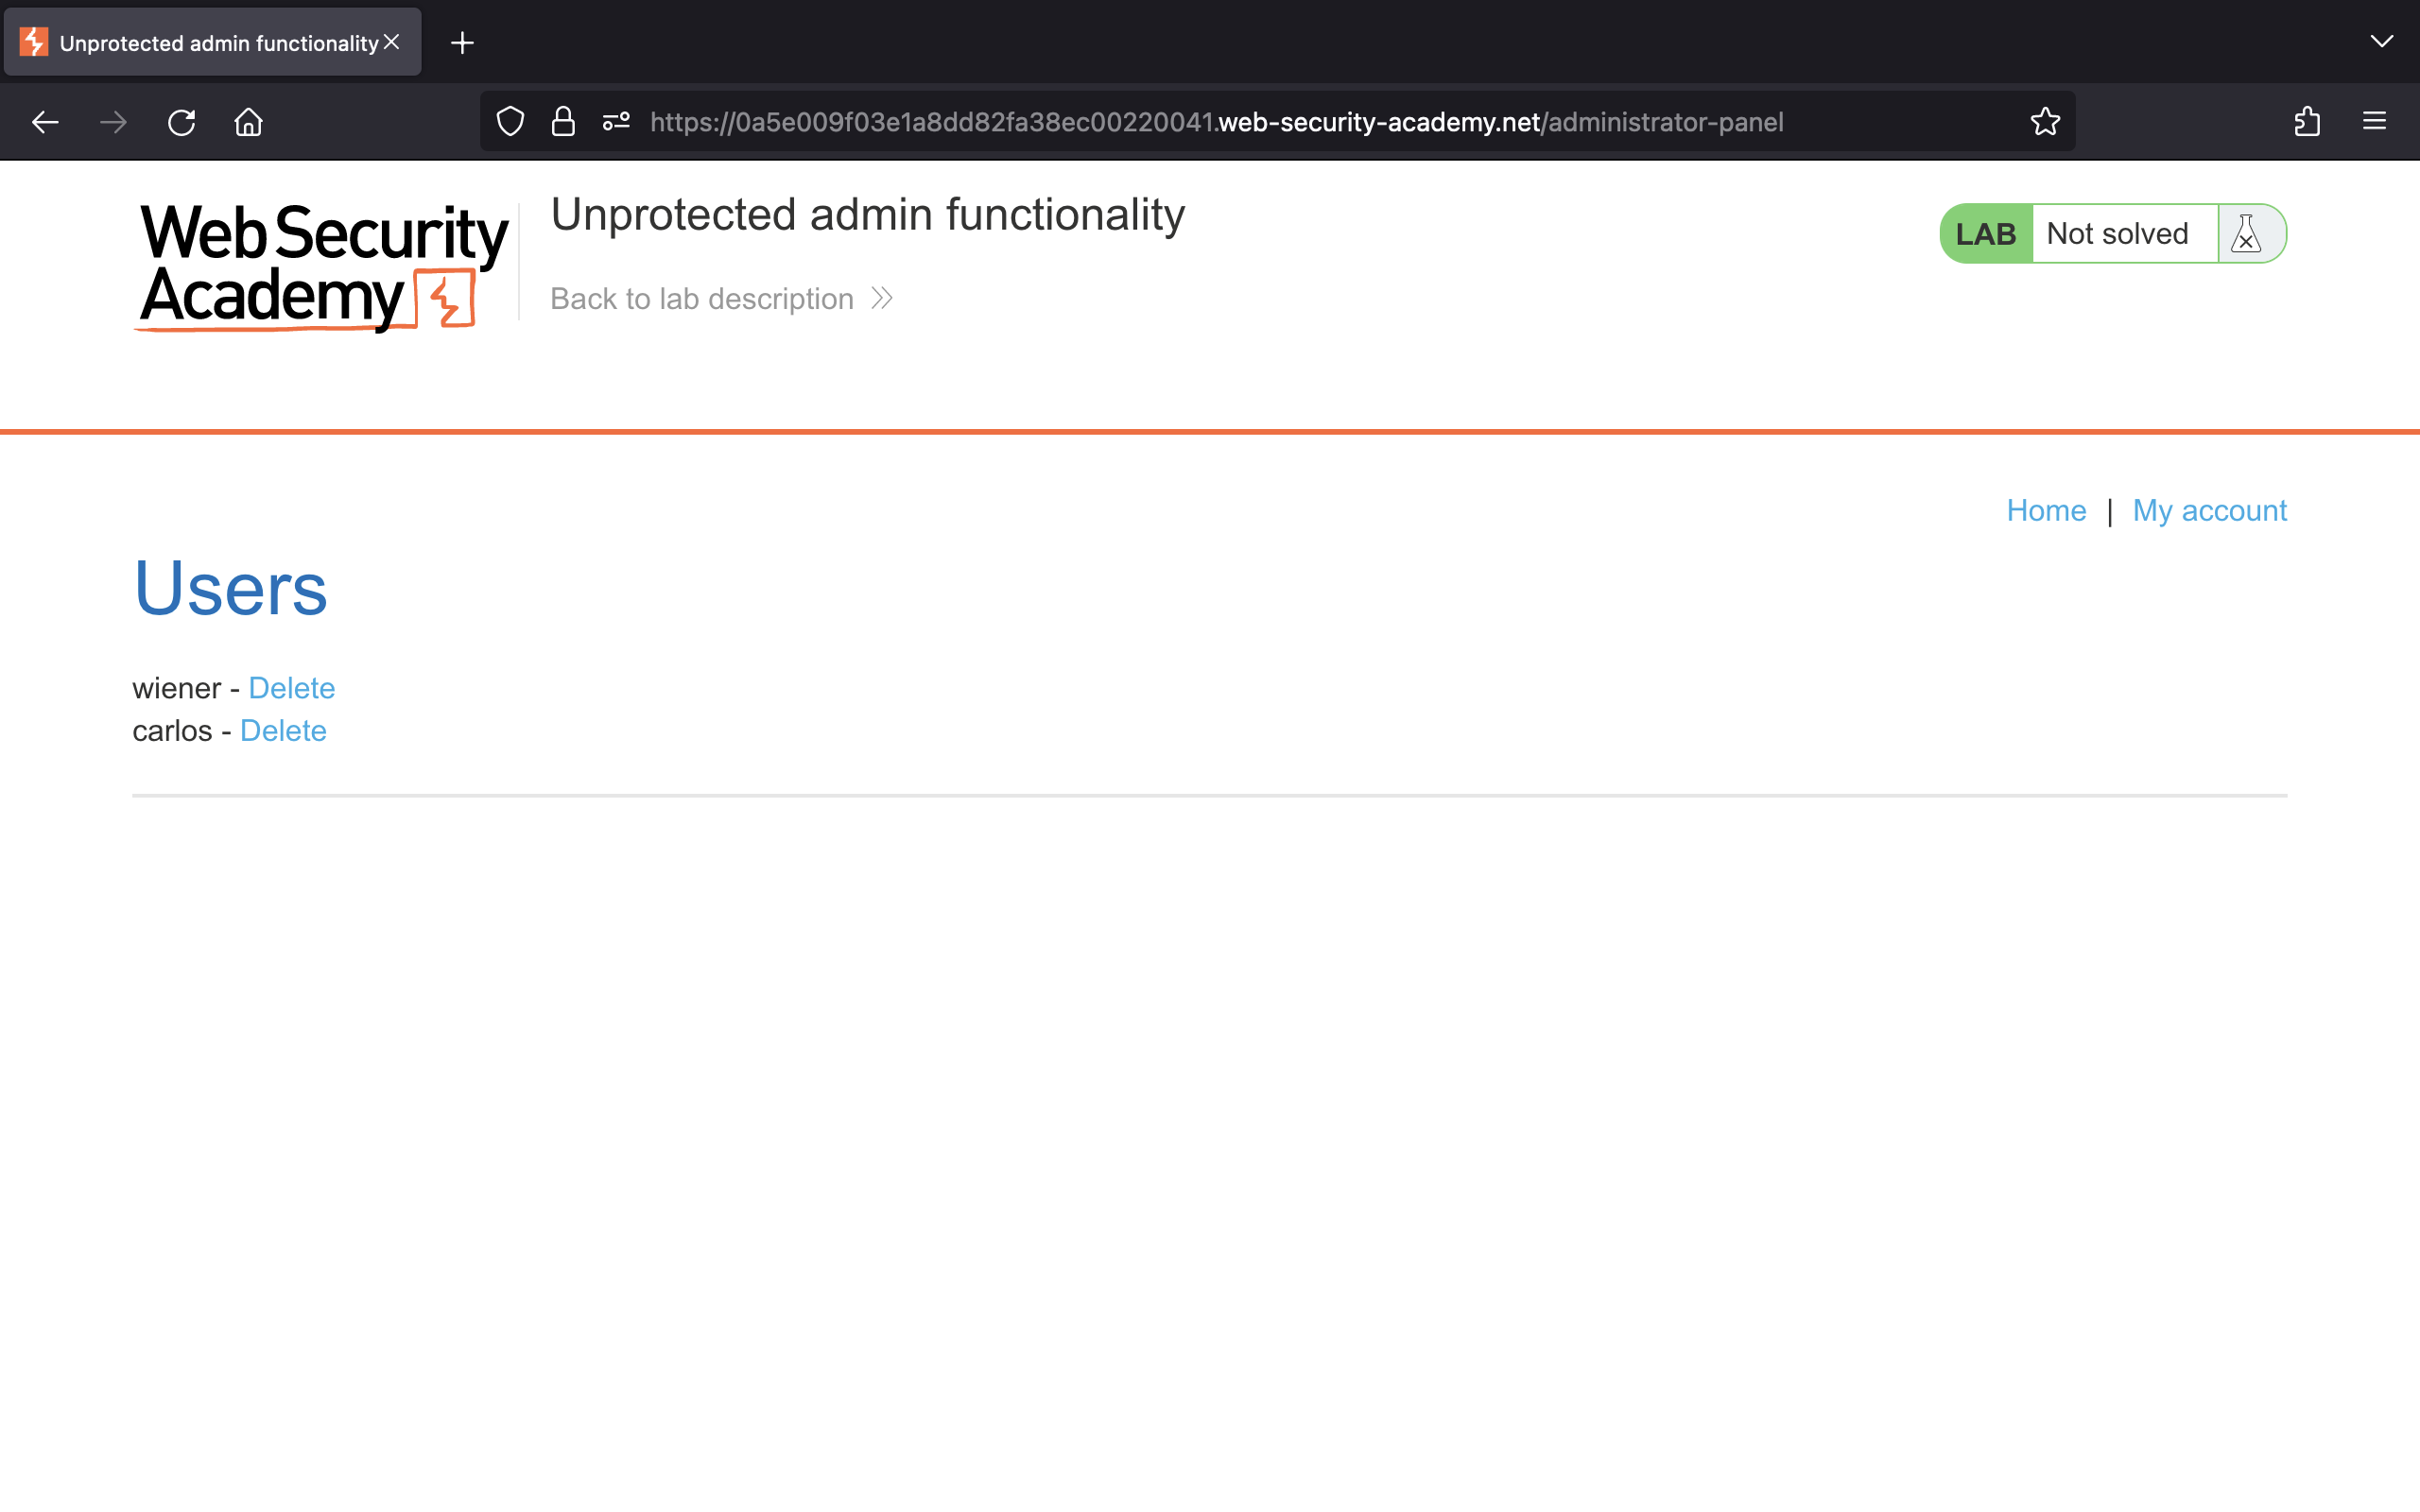 Unprotected admin functionality
https://0a5e009f03e1a8dd82fa38ec00220041.web-security-academy.net/administrator-panel
Web Security
Academy
Unprotected admin functionality
Back to lab description
LAB Not solved
Home | My account
Users
wiener - Delete
carlos - Delete